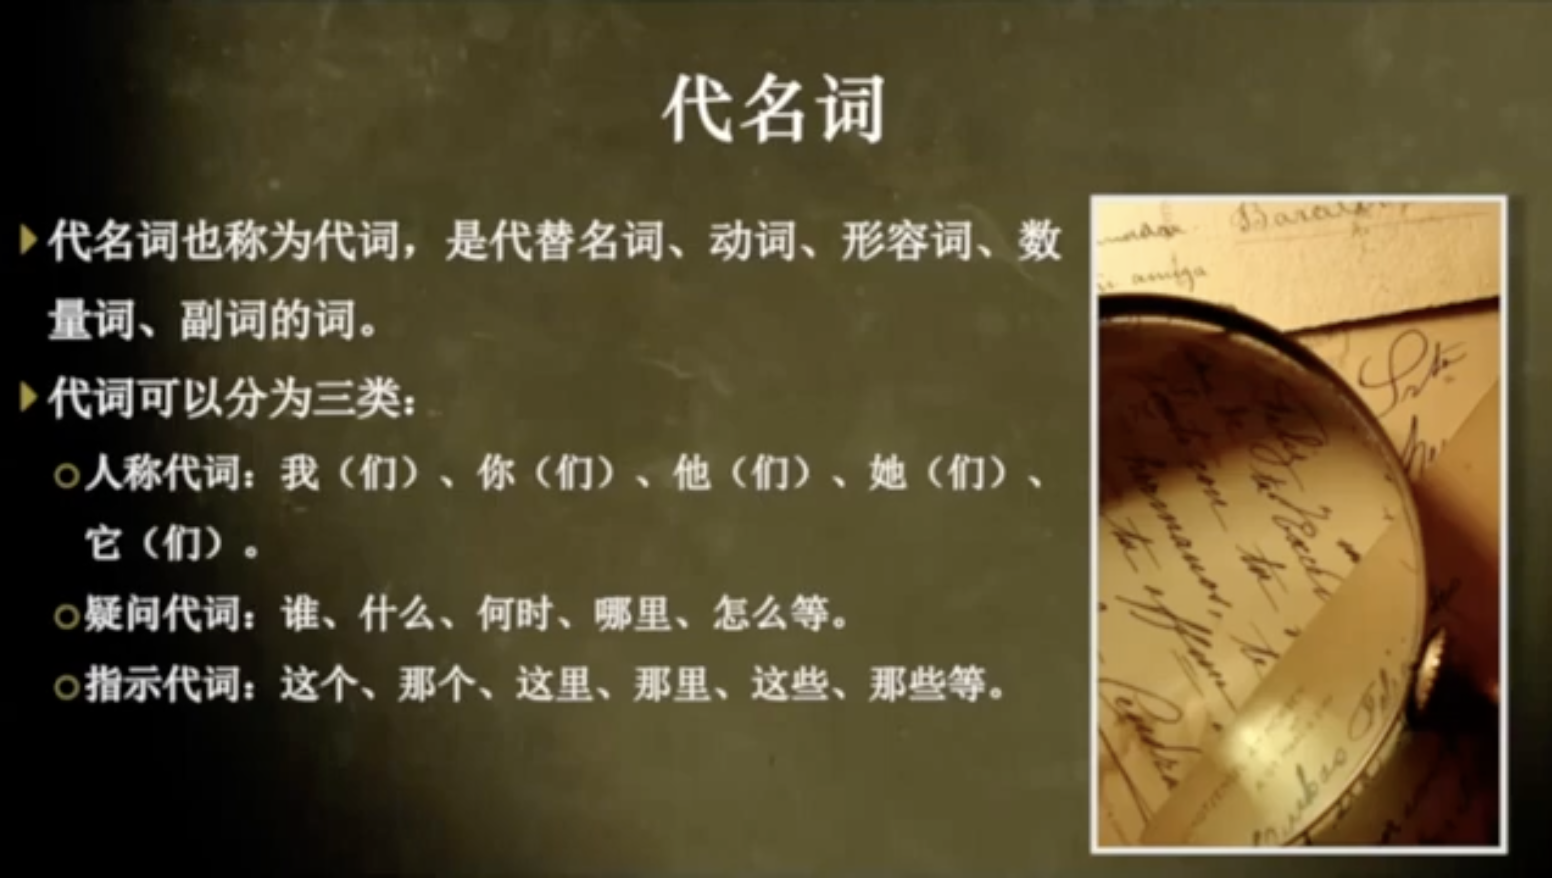 代名词
代名词也称为代词，是代替名词、动词、形容词、数
量词、副词的词。
代词可以分为三类：
人称代词：我（们）、你（们）、他（们）、她（们）、
它（们）。
疑问代词：谁、什么、何时、哪里、怎么等。
指示代词：这个、那个、这里、那里、这些、那些等。
amiga